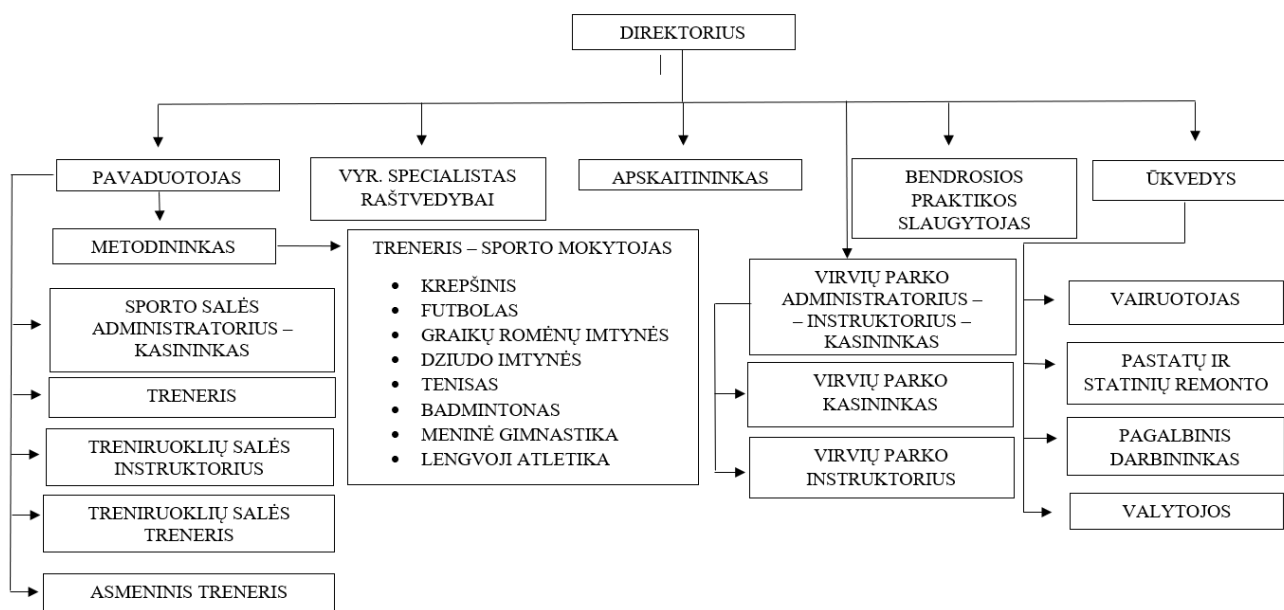 DIREKTORIUS
PAVADUOTOJAS
VYR. SPECIALISTAS
RAŠTVEDYBAI
APSKAITININKAS
BENDROSIOS
PRAKTIKOS
SLAUGYTOJAS
ŪKVEDYS
METODININKAS
TRENERIS – SPORTO MOKYTOJAS
• KREPŠINIS
• FUTBOLAS
• GRAIKŲ ROMĖNŲ IMTYNĖS
• DZIUDO IMTYNĖS
• TENISAS
• BADMINTONAS
• MENINĖ GIMNASTIKA
• LENGVOJI ATLETIKA
SPORTO SALĖS
ADMINISTRATORIUS –
KASININKAS
TRENERIS
TRENIRUOKLIŲ SALĖS
INSTRUKTORIUS
TRENIRUOKLIŲ SALĖS
TRENERIS
ASMENINIS TRENERIS
VIRVIŲ PARKO
ADMINISTRATORIUS –
– INSTRUKTORIUS –
KASININKAS
VIRVIŲ PARKO
KASININKAS
VIRVIŲ PARKO
INSTRUKTORIUS
VAIRUOTOJAS
PASTATŲ IR
STATINIŲ REMONTO
PAGALBINIS
DARBININKAS
VALYTOJOS